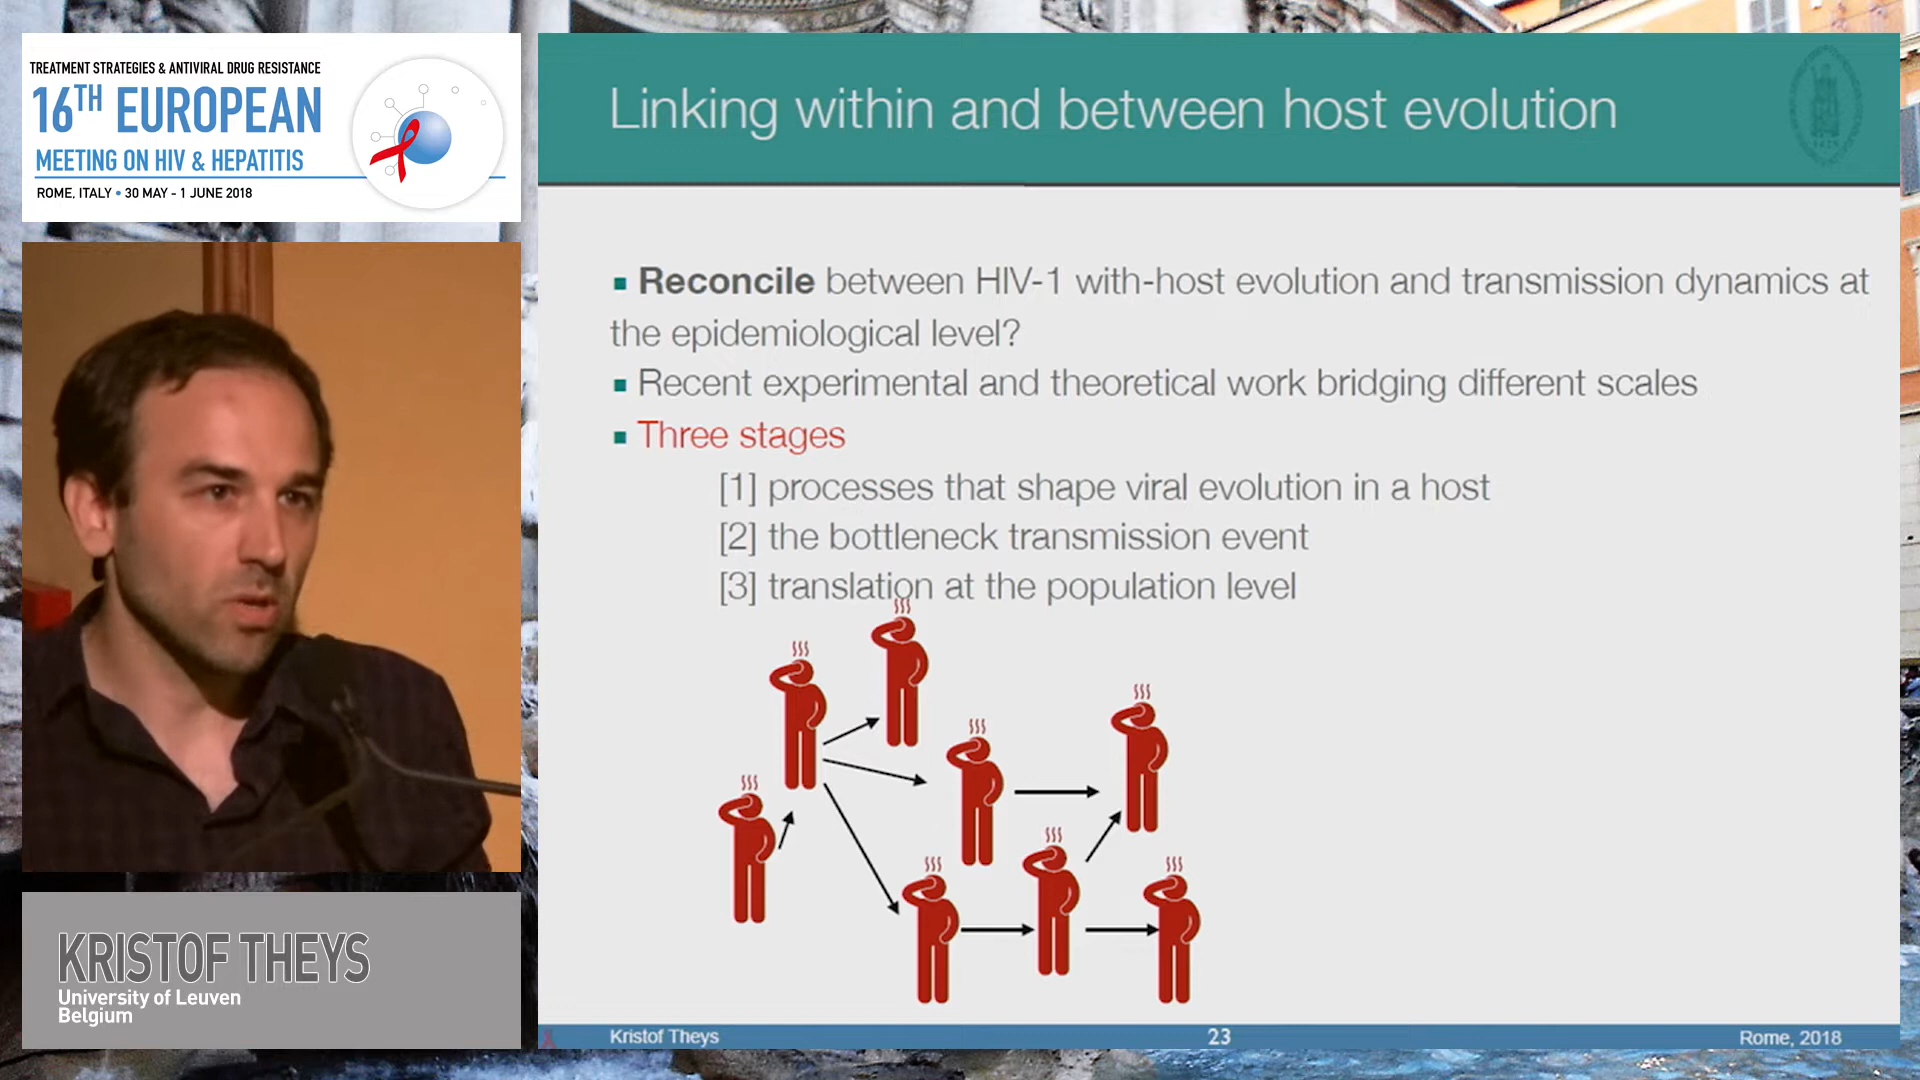 TREATMENT STRATEGIES & ANTIVIRAL DRUG RESISTANCE
16TH EUROPEAN
MEETING ON HIV & HEPATITIS
ROME, ITALY • 30 MAY - 1 JUNE 2018
KRISTOF THEYS
University of Leuven
Belgium
Linking within and between host evolution
▪ Reconcile between HIV-1 with-host evolution and transmission dynamics at
the epidemiological level?
▪ Recent experimental and theoretical work bridging different scales
▪ Three stages
[1] processes that shape viral evolution in a host
[2] the bottleneck transmission event
[3] translation at the population level
Kristof Theys 23 Rome, 2018